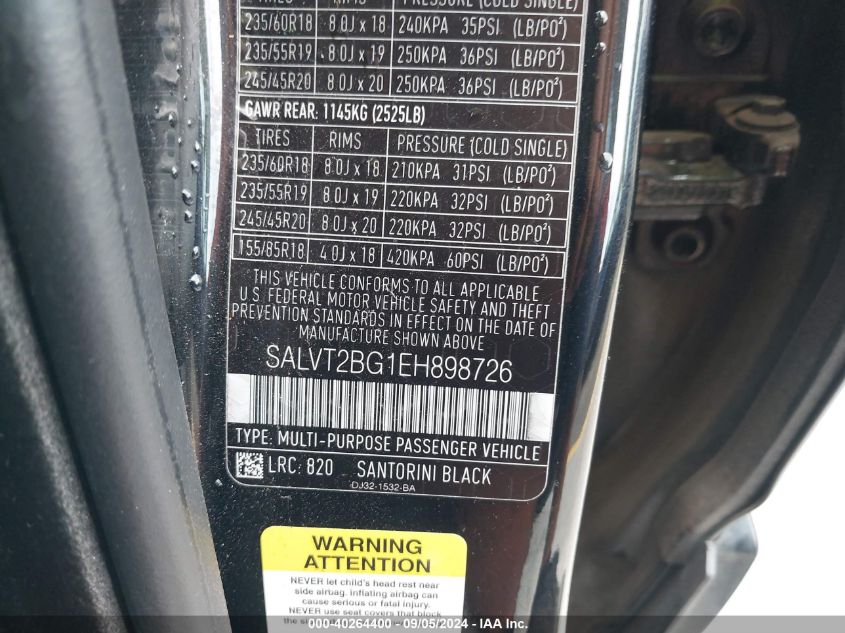 TIRES RIMS PRESSURE (COLD SINGLE)
235/60R18 8.0J x 18 240KPA 35PSI (LB/PO²)
235/55R19 8.0J x 19 250KPA 36PSI (LB/PO²)
245/45R20 8.0J x 20 250KPA 36PSI (LB/PO²)
GAWR REAR: 1145KG (2525LB)
TIRES RIMS PRESSURE (COLD SINGLE)
235/60R18 8.0J x 18 210KPA 31PSI (LB/PO²)
235/55R19 8.0J x 19 220KPA 32PSI (LB/PO²)
245/45R20 8.0J x 20 220KPA 32PSI (LB/PO²)
155/85R18 4.0J x 18 420KPA 60PSI (LB/PO²)
THIS VEHICLE CONFORMS TO ALL APPLICABLE
U.S. FEDERAL MOTOR VEHICLE SAFETY AND THEFT
PREVENTION STANDARDS IN EFFECT ON THE DATE OF
MANUFACTURE SHOWN ABOVE
SALVT2BG1EH898726
TYPE: MULTI-PURPOSE PASSENGER VEHICLE
LRC: 820 SANTORINI BLACK
DJ32-1532-BA
WARNING
ATTENTION
NEVER let child's head rest near
side airbag. inflating airbag can
cause serious or fatal injury.
NEVER use seat covers that block
500-40264400 - 09/05/2024 - IAA, Inc.